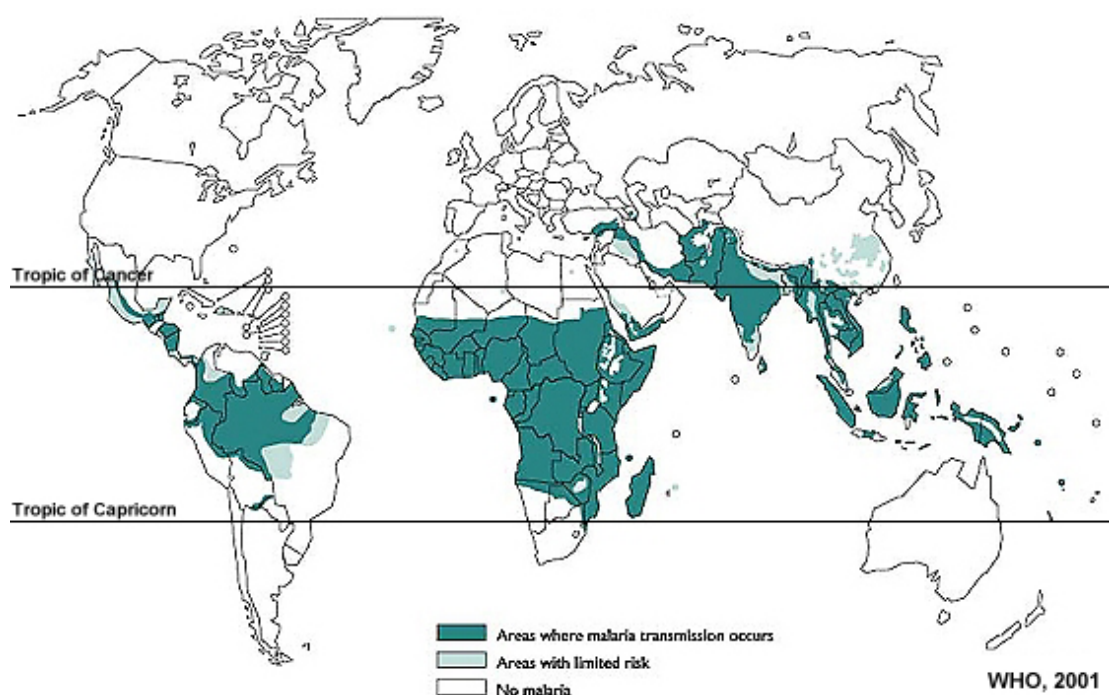 Tropic of Cancer
Tropic of Capricorn
Areas where malaria transmission occurs
Areas with limited risk
No malaria
WHO, 2001